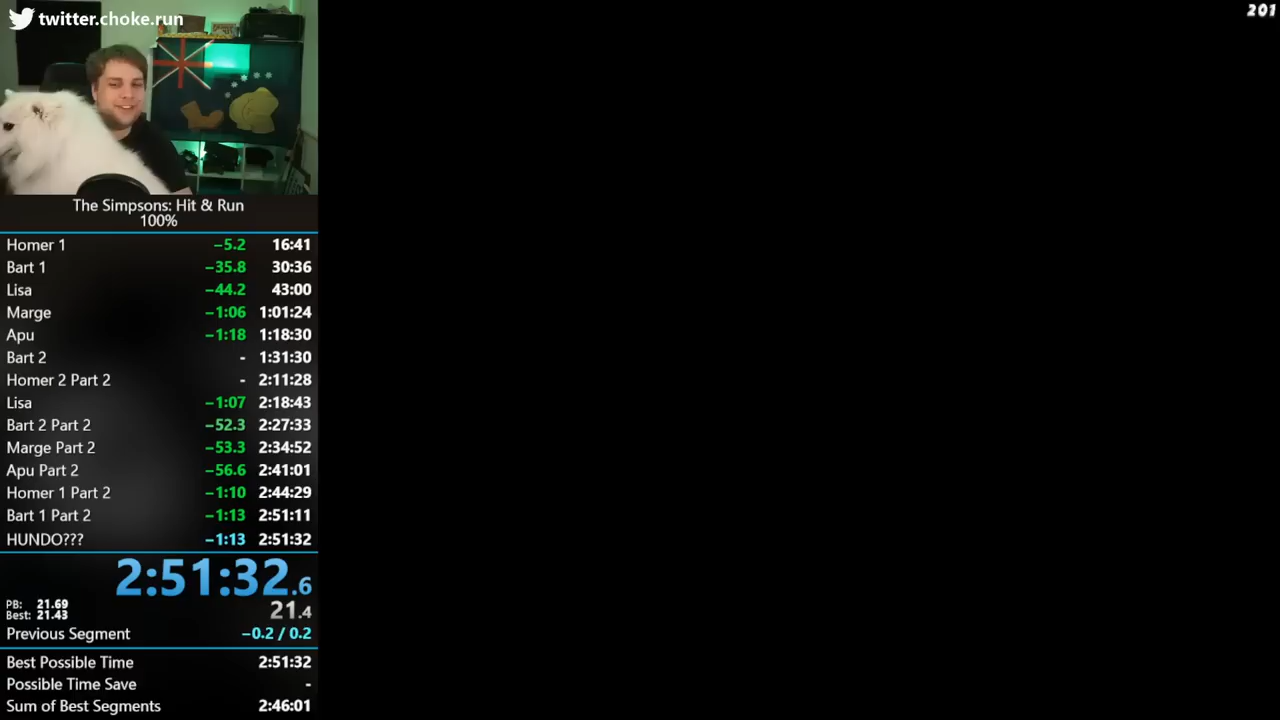 twitter.choke.run
201
The Simpsons: Hit & Run
100%
Homer 1 −5.2 16:41
Bart 1 −35.8 30:36
Lisa −44.2 43:00
Marge −1:06 1:01:24
Apu −1:18 1:18:30
Bart 2 - 1:31:30
Homer 2 Part 2 - 2:11:28
Lisa −1:07 2:18:43
Bart 2 Part 2 −52.3 2:27:33
Marge Part 2 −53.3 2:34:52
Apu Part 2 −56.6 2:41:01
Homer 1 Part 2 −1:10 2:44:29
Bart 1 Part 2 −1:13 2:51:11
HUNDO??? −1:13 2:51:32
2:51:32.6
PB: 21.69
Best: 21.43
21.4
Previous Segment −0.2 / 0.2
Best Possible Time 2:51:32
Possible Time Save -
Sum of Best Segments 2:46:01